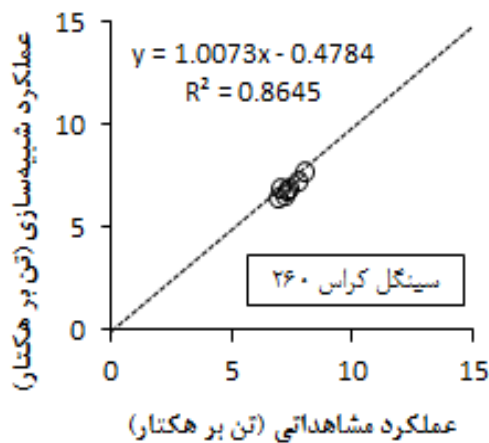 عملکرد شبیه‌سازی (تن بر هکتار)
15
10
5
0
y = 1.0073x - 0.4784
R² = 0.8645
سینگل کراس ۲۶۰
0 5 10 15
عملکرد مشاهداتی (تن بر هکتار)